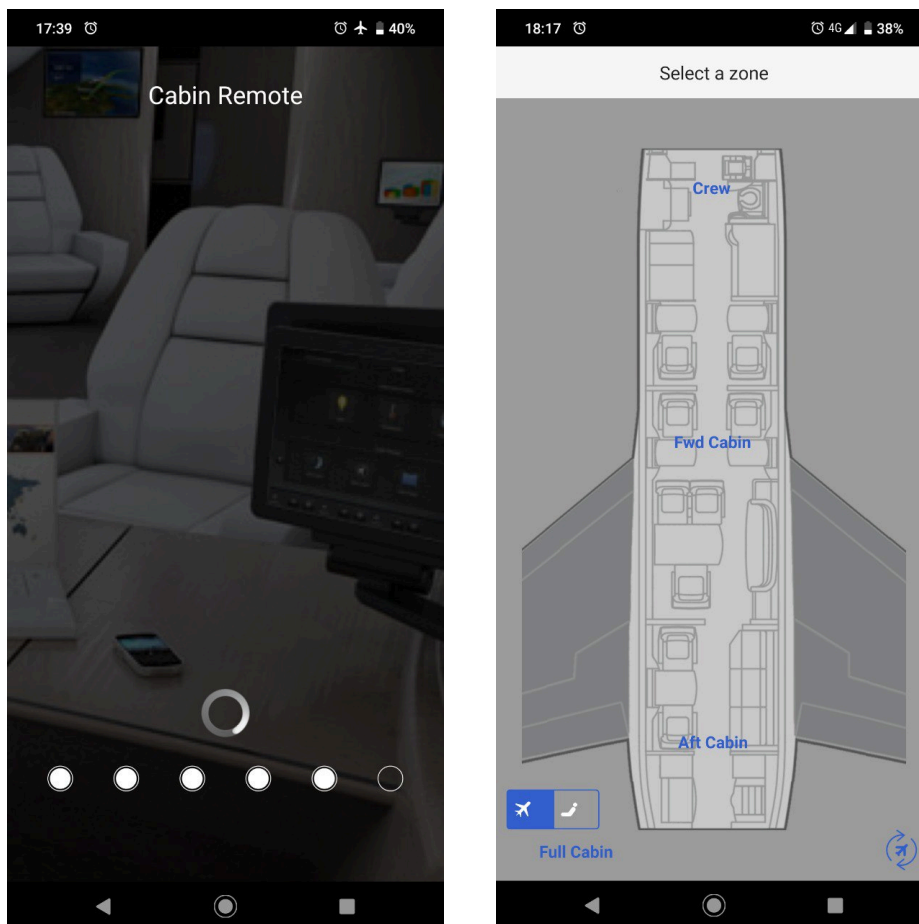 17:39
40%
Cabin Remote
18:17
4G
38%
Select a zone
Crew
Fwd Cabin
Aft Cabin
Full Cabin